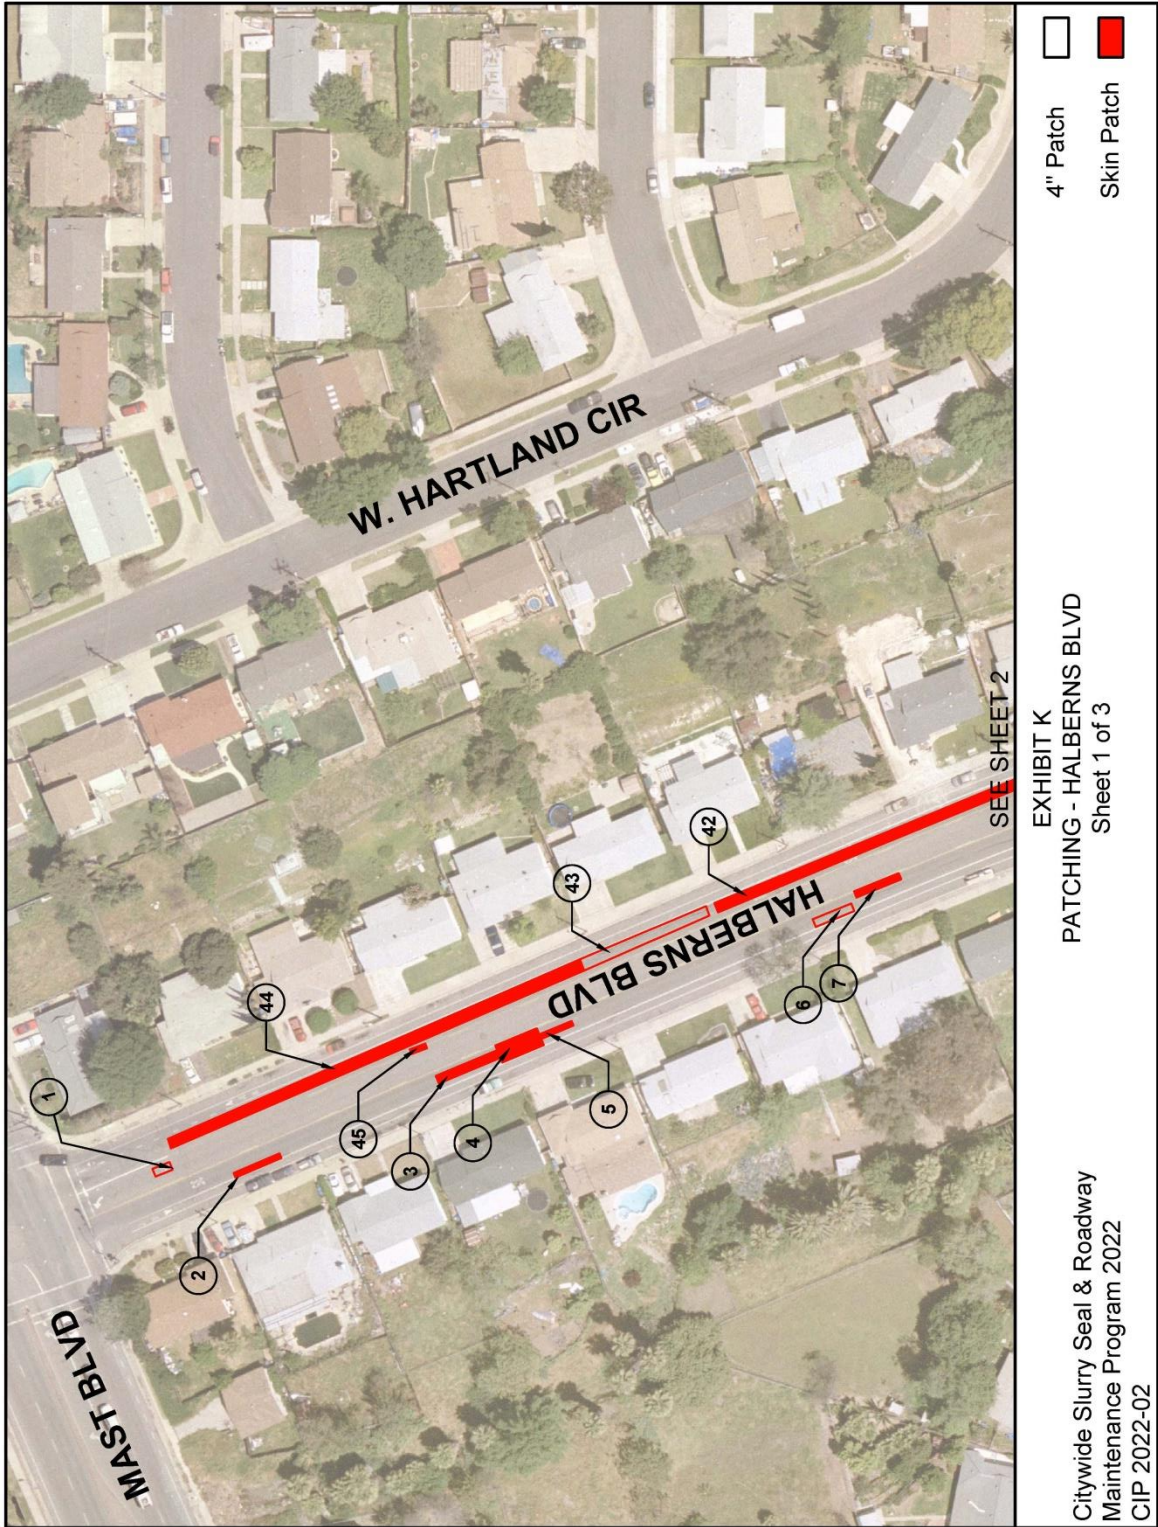 MAST BLVD
W. HARTLAND CIR
HALBERNS BLVD
1
2
3
4
5
6
7
42
43
44
45
SEE SHEET 2
Citywide Slurry Seal & Roadway
Maintenance Program 2022
CIP 2022-02
EXHIBIT K
PATCHING - HALBERNS BLVD
Sheet 1 of 3
4" Patch
Skin Patch